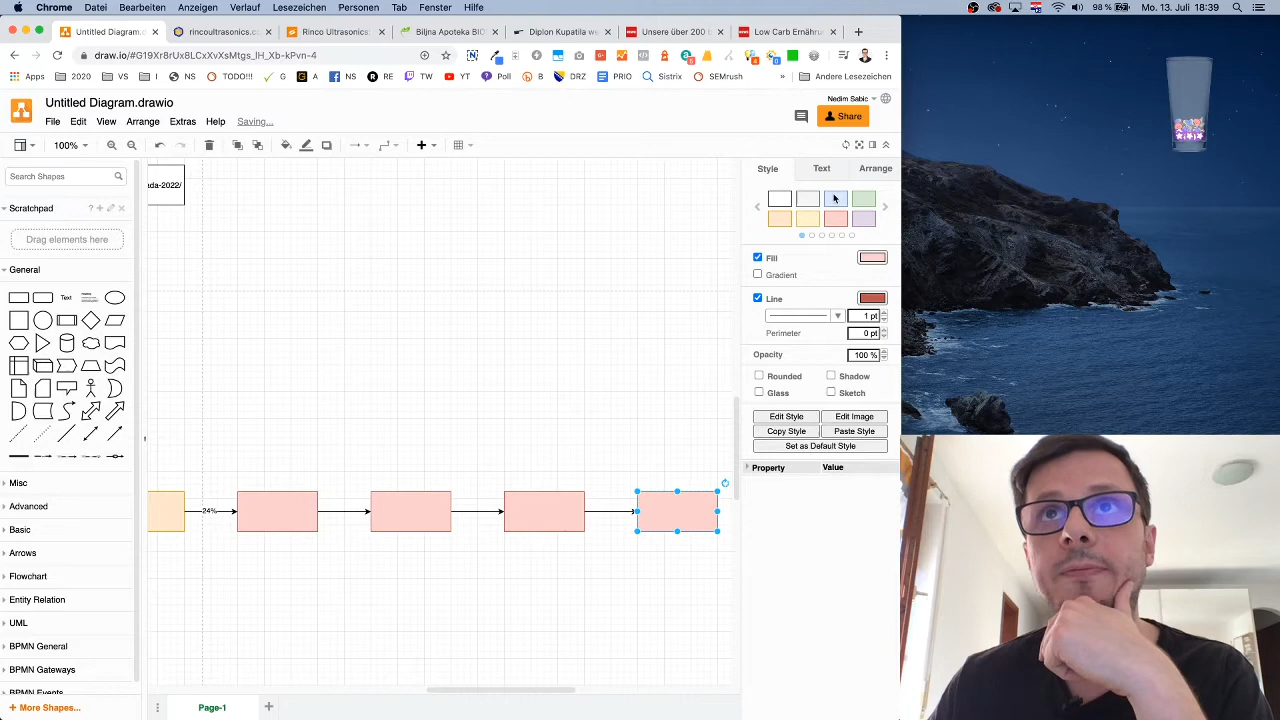 Chrome Datei Bearbeiten Anzeigen Verlauf Lesezeichen Personen Tab Fenster Hilfe
98 % Mo. 13. Juli 18:39
Untitled Diagram.drawio
rincoultrasonics.c
Rinco Ultrasonics:
Biljna Apoteka BIO
Diplon Kupatila we
Unsere über 200 b
Low Carb Ernähru
/#G19XrRrUx8LCxXvXsMtgs_lH_Xb-kPvn-4
Apps 2020 VS I NS TODO!!! G A NS RE YT Poll B DRZ PRIO Sistrix SEMrush » Andere Lesezeichen
Untitled Diagram.drawio
Nedim Sabic
File Edit View Arrange Extras Help Saving...
Share
100%
Search Shapes
Scratchpad
Drag elements here
General
Text
Misc
Advanced
Basic
Arrows
Flowchart
Entity Relation
UML
BPMN General
BPMN Gateways
BPMN Events
+ More Shapes...
ada-2022/
24%
Page-1
Style Text Arrange
Fill
Gradient
Line
1 pt
Perimeter 0 pt
Opacity 100 %
Rounded Shadow
Glass Sketch
Edit Style Edit Image
Copy Style Paste Style
Set as Default Style
Property Value